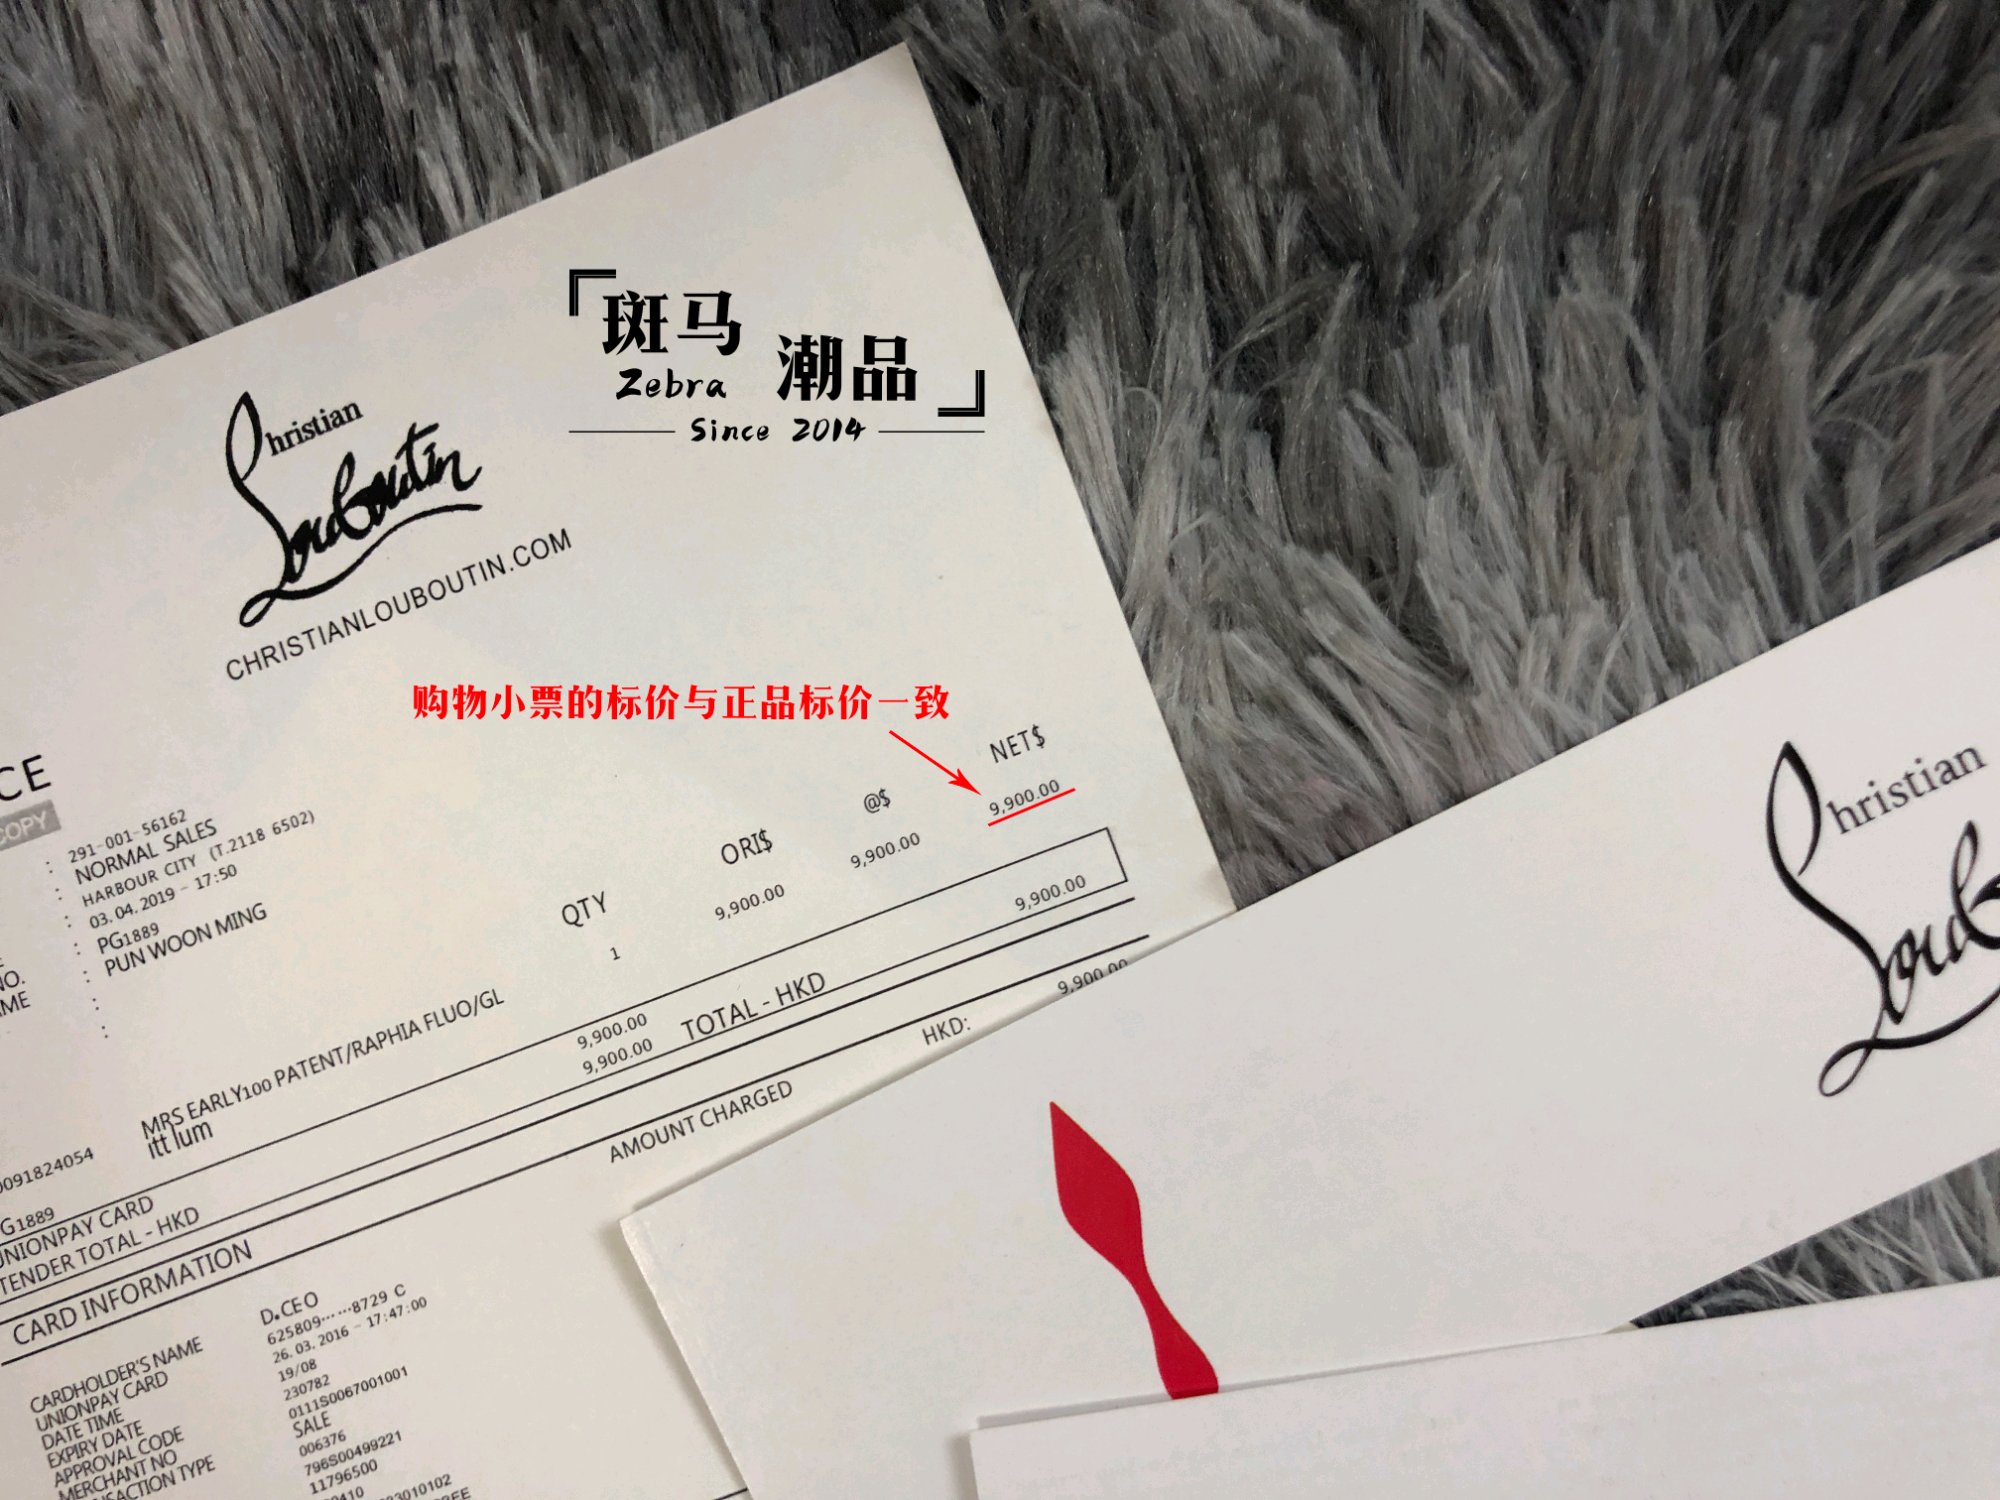 斑马
潮品
Zebra
Since 2014
Christian
Louboutin
CHRISTIANLOUBOUTIN.COM
购物小票的标价与正品标价一致
CE
COPY
: 291-001-56162
: NORMAL SALES
: HARBOUR CITY (T.2118 6502)
: 03.04.2019 - 17:50
NO. : PG1889
AME : PUN WOON MING
QTY ORI$ @$ NET$
1 9,900.00 9,900.00 9,900.00
0091824054 MRS EARLY100 PATENT/RAPHIA FLUO/GL
itt lum
G1889
UNIONPAY CARD 9,900.00 TOTAL - HKD 9,900.00
TENDER TOTAL - HKD 9,900.00
AMOUNT CHARGED HKD: 9,900.00
CARD INFORMATION
CARDHOLDER'S NAME D.CEO
UNIONPAY CARD 625809······8729 C
DATE TIME 26.03.2016 - 17:47:00
EXPIRY DATE 19/08
APPROVAL CODE 230782
MERCHANT NO 0111S0067001001
NSACTION TYPE SALE
006376
796S00499221
11796500
Christian
Loub